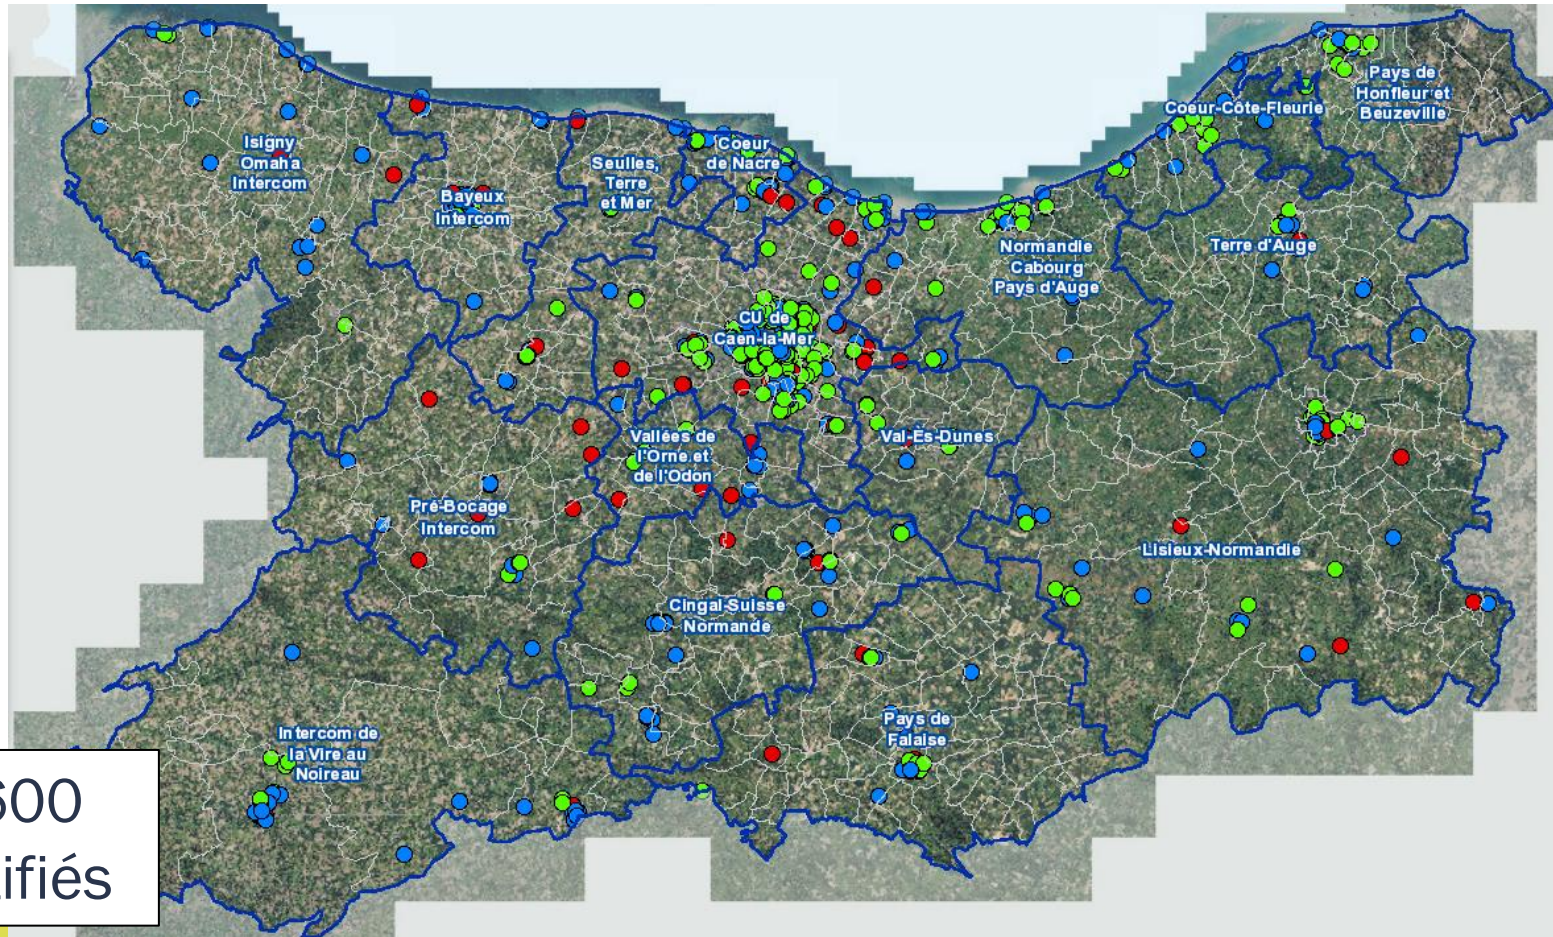 Pays de
Honfleur et
Beuzeville
Coeur-Côte-Fleurie
Isigny
Omaha
Intercom
Seulles,
Terre
et Mer
Coeur
de Nacre
Bayeux
Intercom
Normandie
Cabourg
Pays d'Auge
Terre d'Auge
CU de
Caen-la-Mer
Vallées de
l'Orne et
de l'Odon
Val-Ès-Dunes
Pré-Bocage
Intercom
Lisieux-Normandie
Cingal-Suisse
Normande
Intercom de
la Vire au
Noireau
Pays de
Falaise
600
ifiés